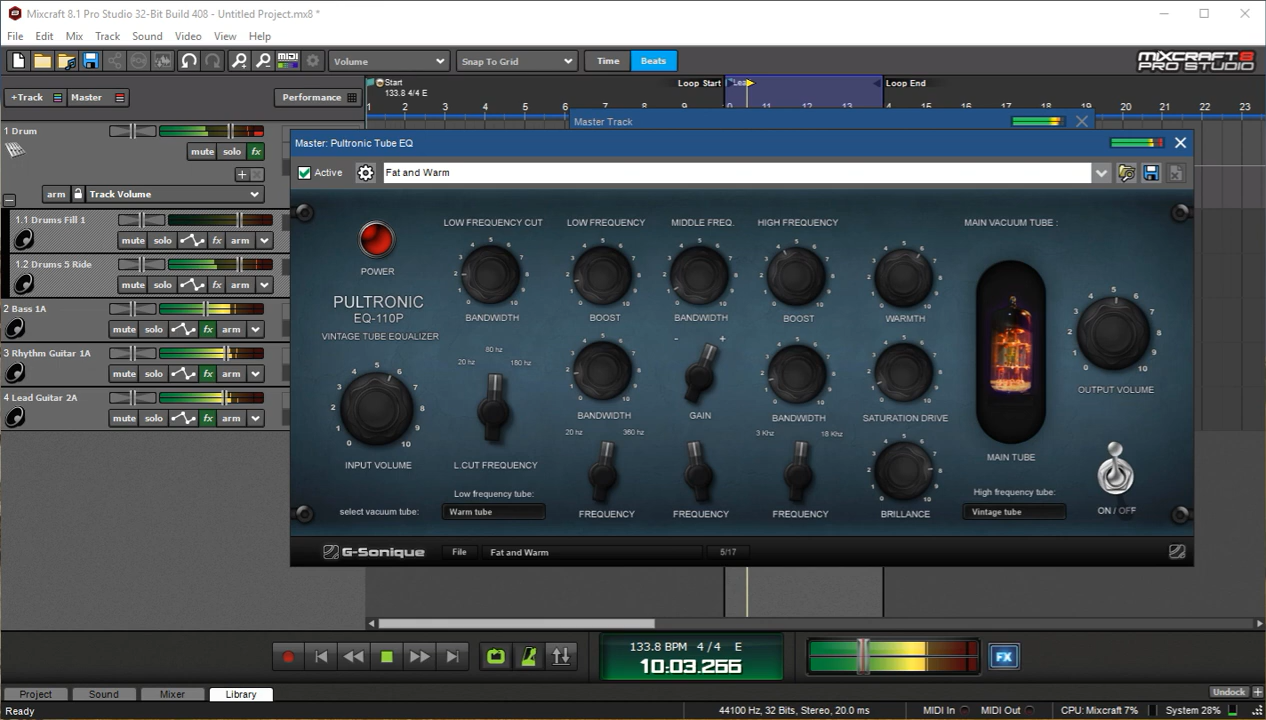 Mixcraft 8.1 Pro Studio 32-Bit Build 408 - Untitled Project.mx8 *
File Edit Mix Track Sound Video View Help
Volume Snap To Grid Time Beats
MIXCRAFT 8 PRO STUDIO
+Track Master Performance
Start
133.8 4/4 E
Loop Start Loop End
1 2 3 4 5 6 7 8 9 11 12 13 14 15 16 17 18 19 20 21 22 23
Master Track
1 Drum
mute solo fx
arm Track Volume
1.1 Drums Fill 1
mute solo fx arm
1.2 Drums 5 Ride
mute solo fx arm
2 Bass 1A
mute solo fx arm
3 Rhythm Guitar 1A
mute solo fx arm
4 Lead Guitar 2A
mute solo fx arm
Master: Pultronic Tube EQ
Active Fat and Warm
POWER
PULTRONIC
EQ-110P
VINTAGE TUBE EQUALIZER
INPUT VOLUME
select vacuum tube:
LOW FREQUENCY CUT
BANDWIDTH
80 hz
20 hz 180 hz
L.CUT FREQUENCY
Low frequency tube:
Warm tube
LOW FREQUENCY
BOOST
BANDWIDTH
20 hz 360 hz
FREQUENCY
MIDDLE FREQ.
BANDWIDTH
- +
GAIN
FREQUENCY
HIGH FREQUENCY
BOOST
BANDWIDTH
3 Khz 18 Khz
FREQUENCY
WARMTH
SATURATION DRIVE
BRILLANCE
MAIN VACUUM TUBE :
MAIN TUBE
High frequency tube:
Vintage tube
OUTPUT VOLUME
ON / OFF
G-Sonique File Fat and Warm 5/17
133.8 BPM 4/4 E
10:03.266
FX
Project Sound Mixer Library
Undock
Ready 44100 Hz, 32 Bits, Stereo, 20.0 ms MIDI In MIDI Out CPU: Mixcraft 7% System 28%